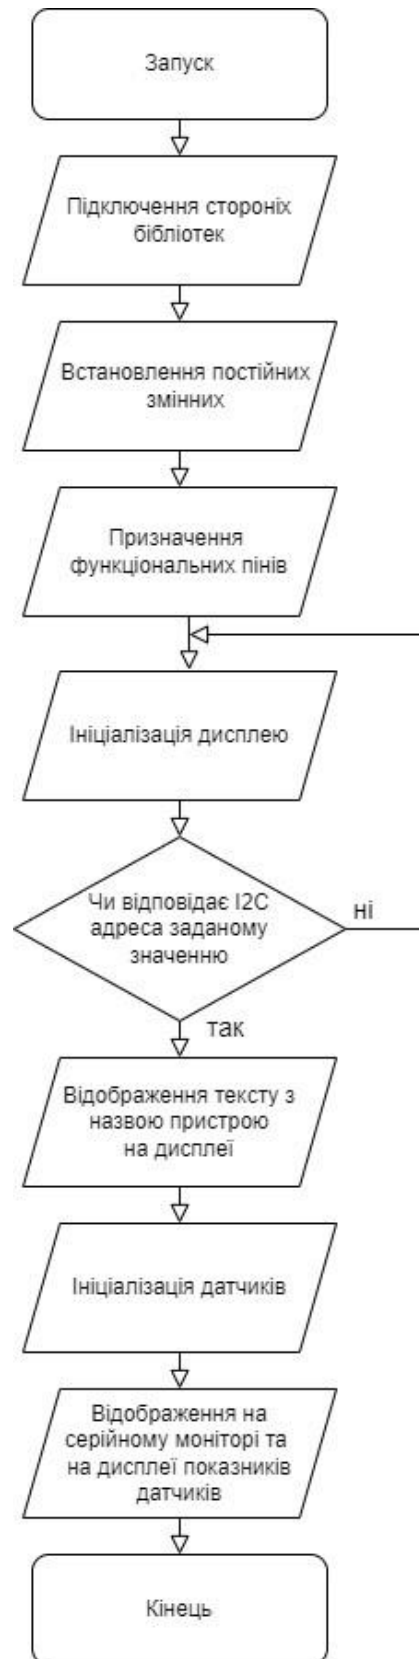 Запуск
Підключення стороніх
бібліотек
Встановлення постійних
змінних
Призначення
функціональних пінів
Ініціалізація дисплею
Чи відповідає I2C
адреса заданому
значенню
ні
так
Відображення тексту з
назвою пристрою
на дисплеї
Ініціалізація датчиків
Відображення на
серійному моніторі та
на дисплеї показників
датчиків
Кінець